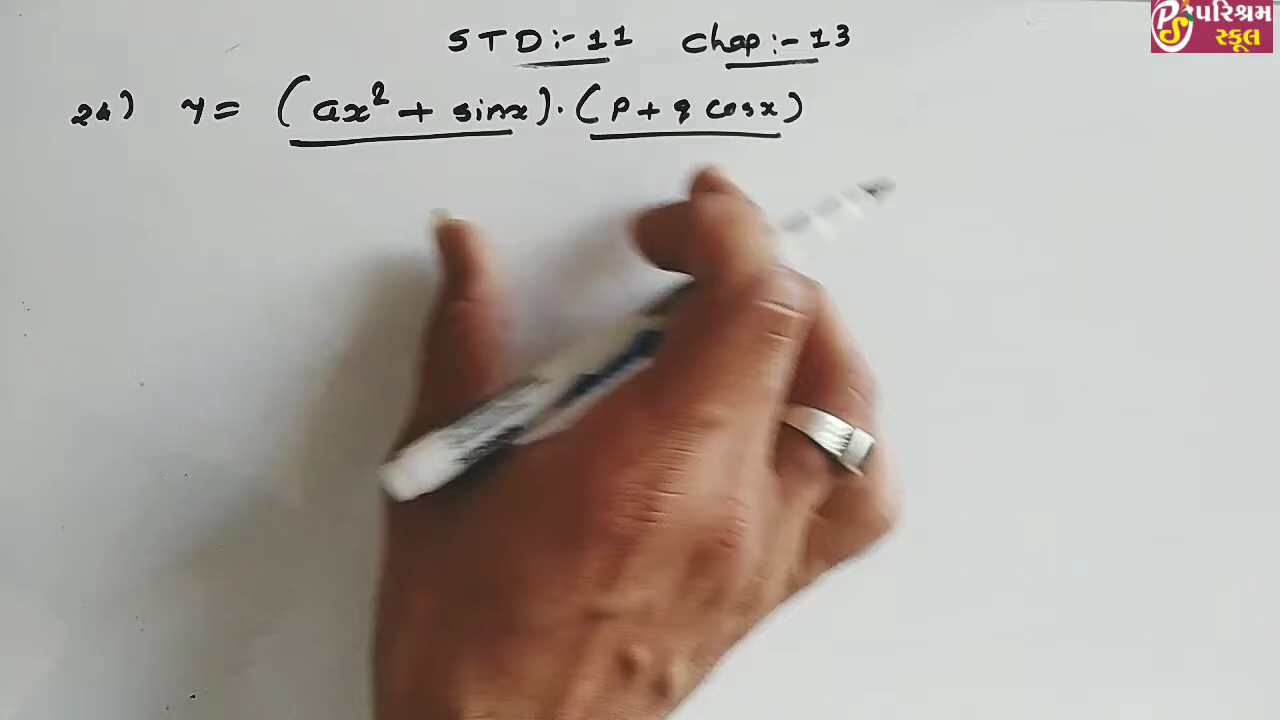 STD:- 11 Chap:- 13
પરિશ્રમ
સ્કૂલ
24) y = (ax² + sinx) · (p + q cosx)